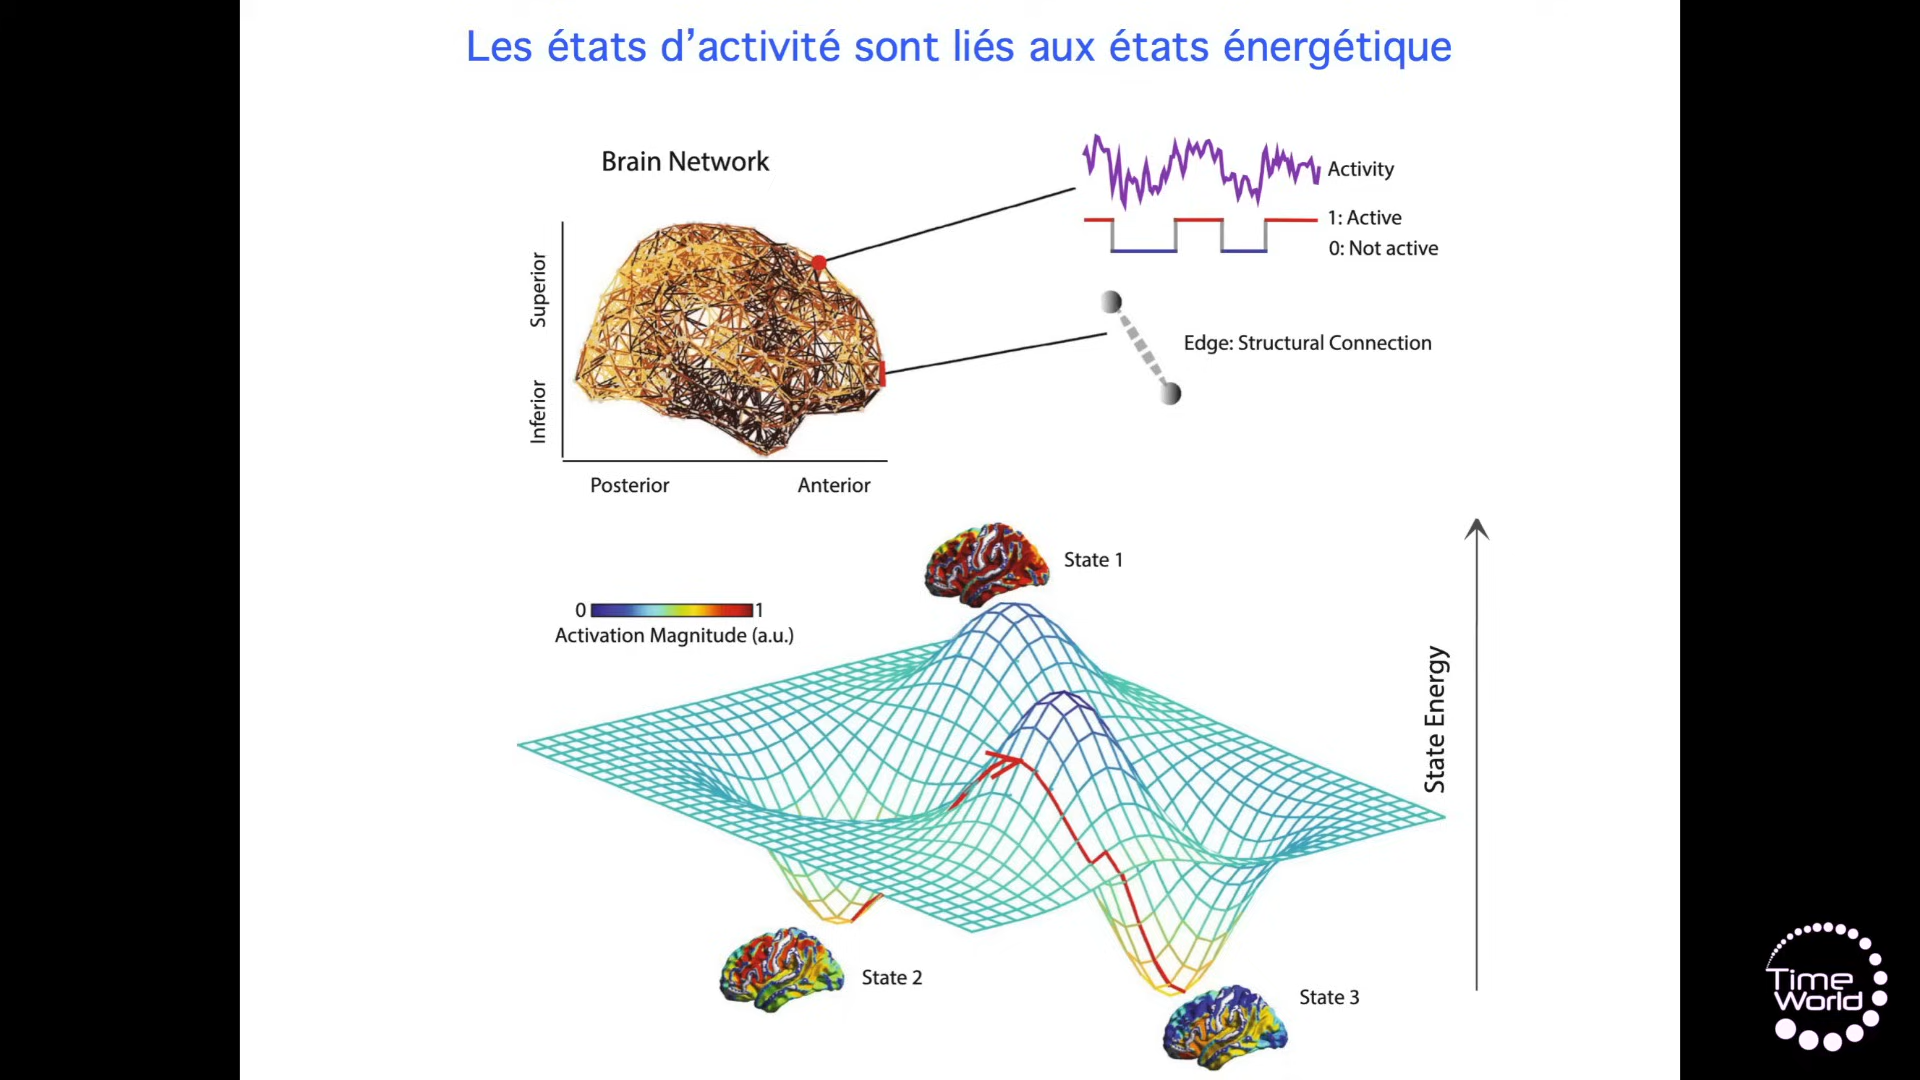 Les états d’activité sont liés aux états énergétique
Brain Network
Activity
1: Active
0: Not active
Edge: Structural Connection
Superior
Inferior
Posterior
Anterior
State 1
0
1
Activation Magnitude (a.u.)
State Energy
State 2
State 3
Time
World